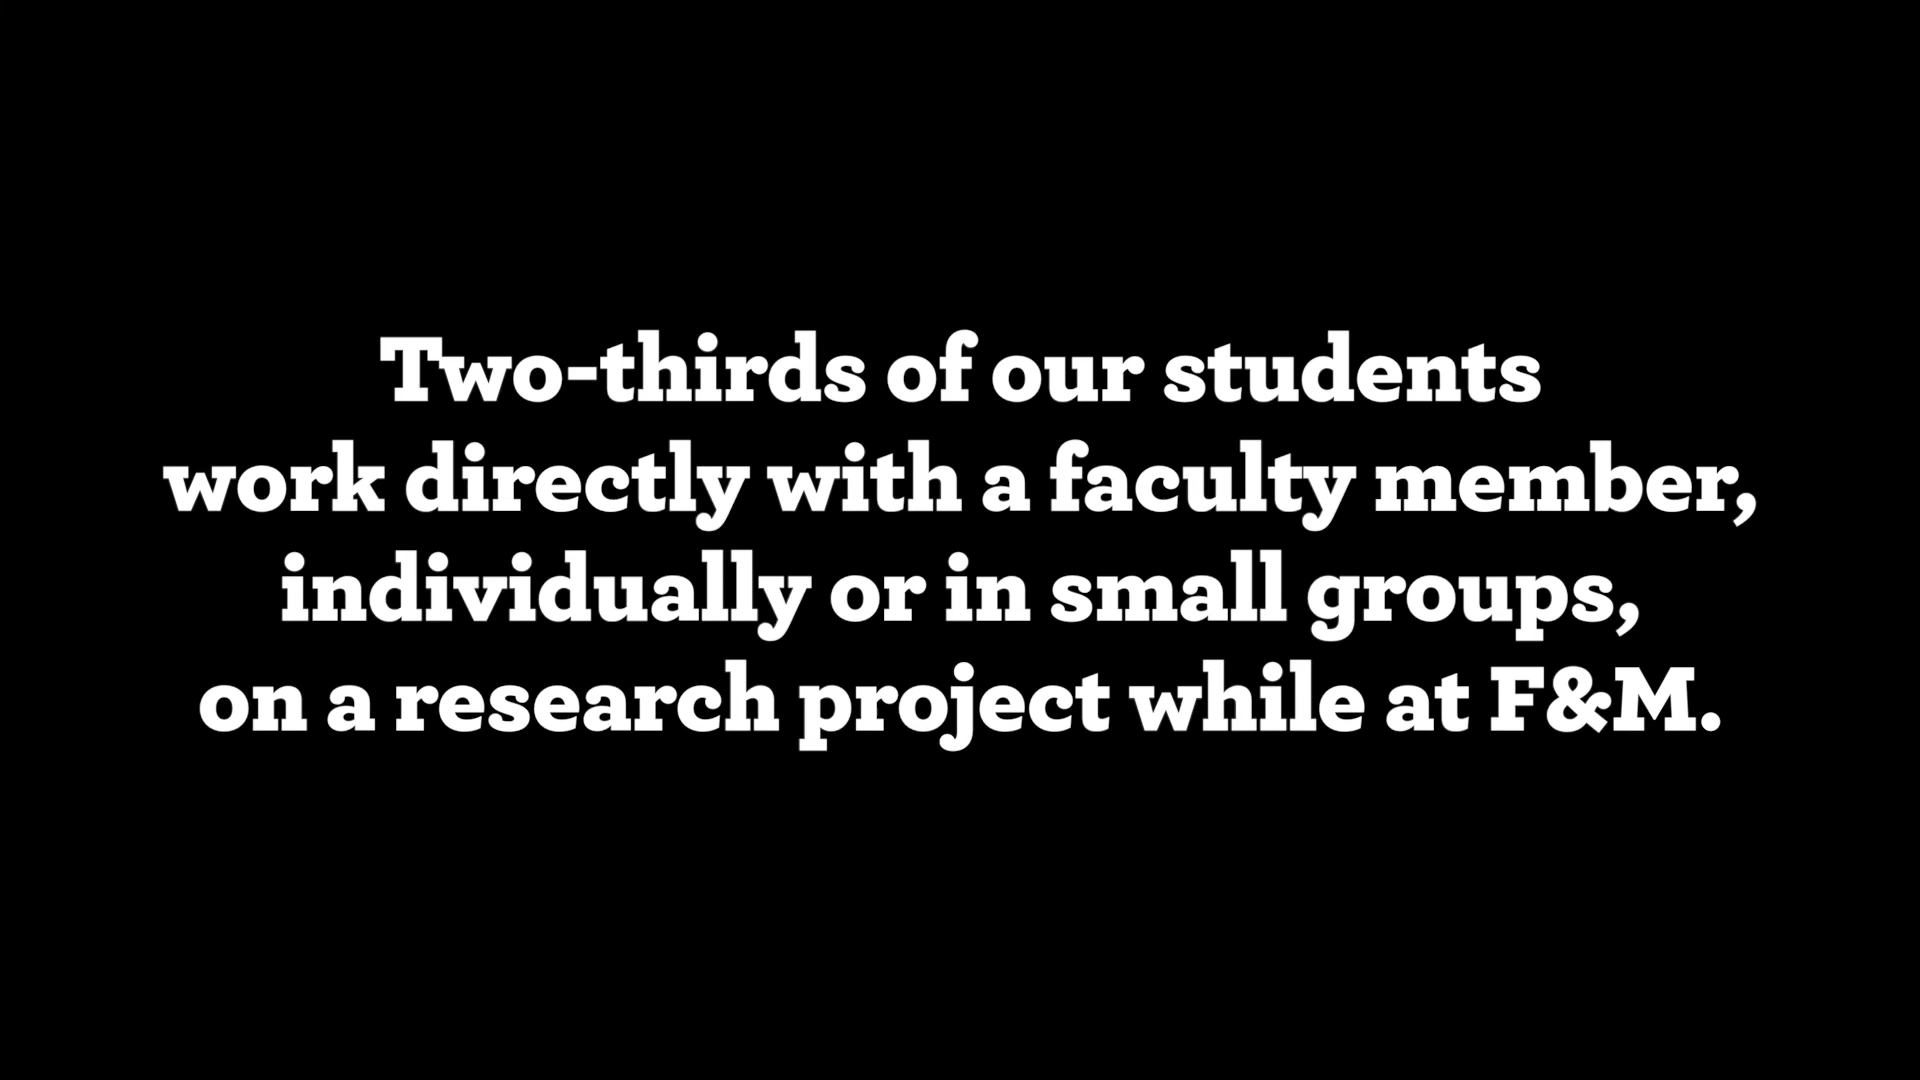 Two-thirds of our students
work directly with a faculty member,
individually or in small groups,
on a research project while at F&M.